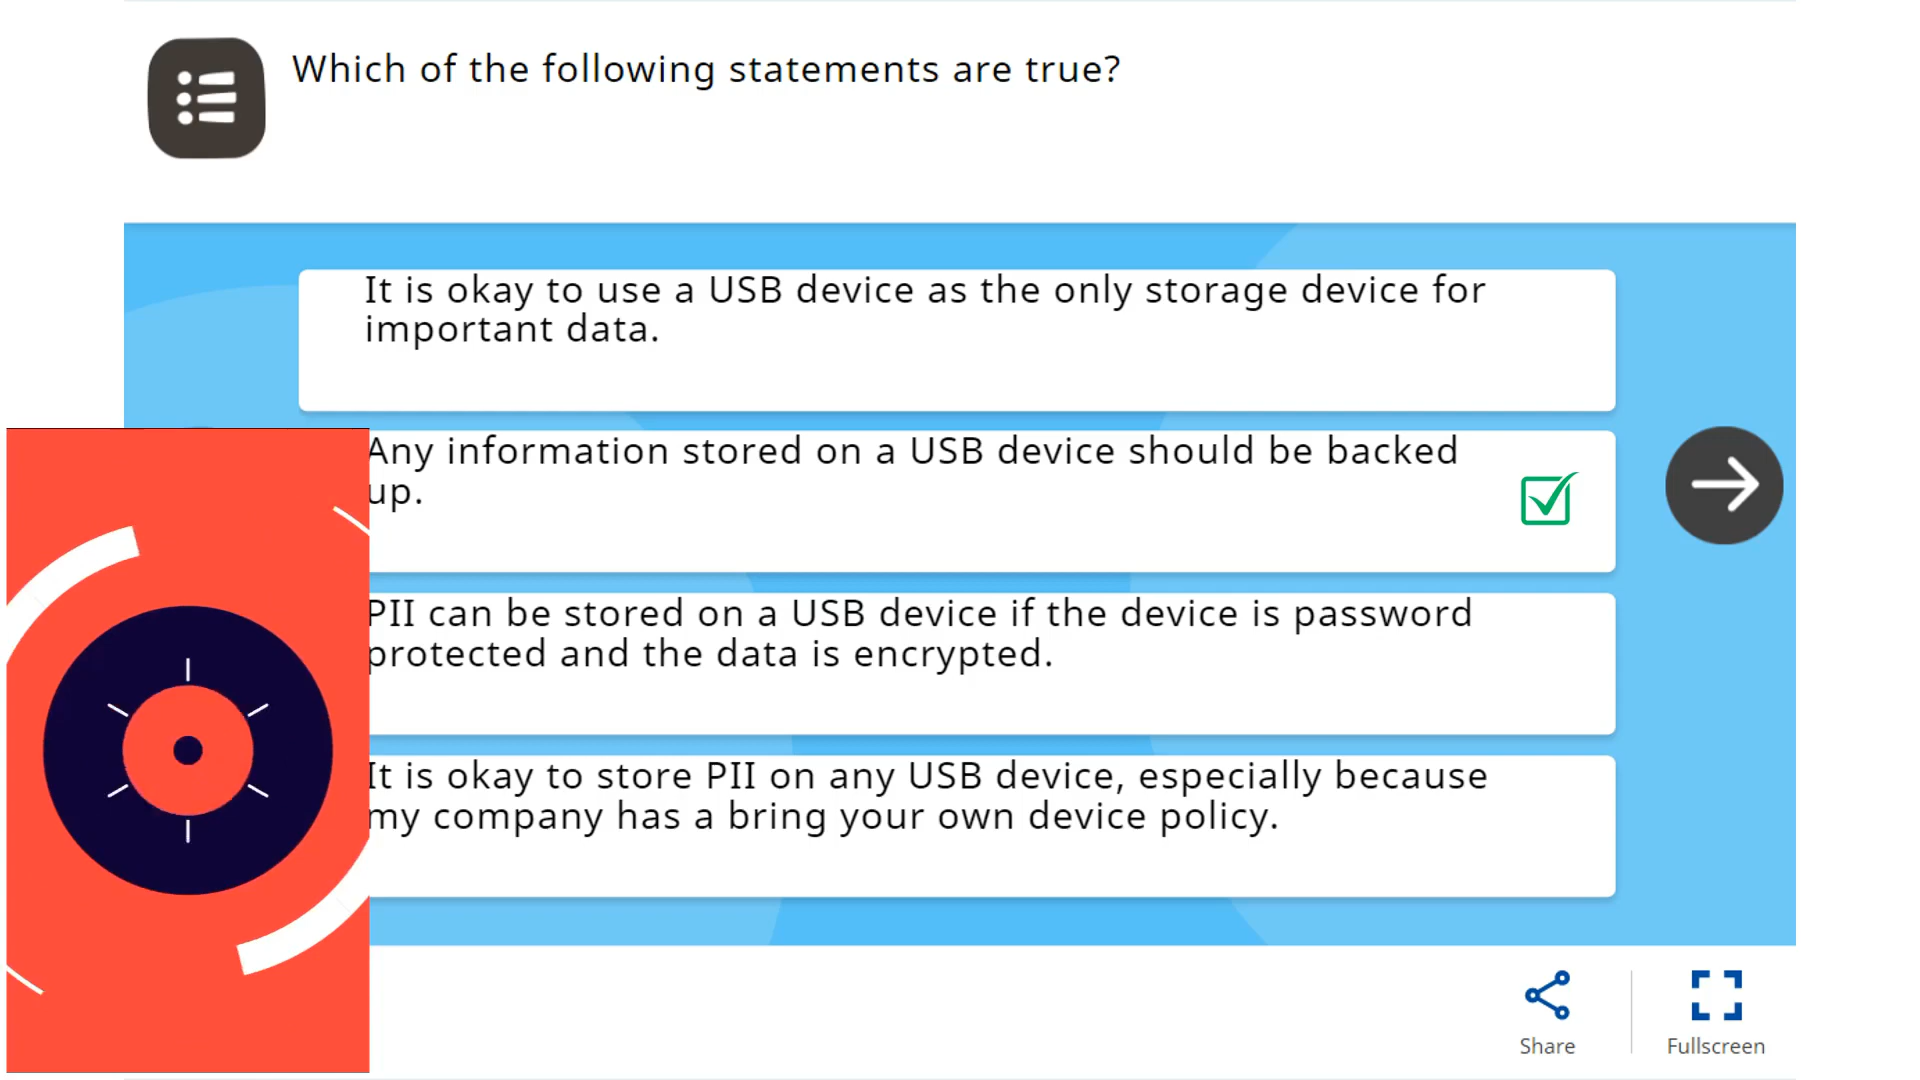 Which of the following statements are true?
It is okay to use a USB device as the only storage device for
important data.
Any information stored on a USB device should be backed
up.
PII can be stored on a USB device if the device is password
protected and the data is encrypted.
It is okay to store PII on any USB device, especially because
my company has a bring your own device policy.
Share
Fullscreen